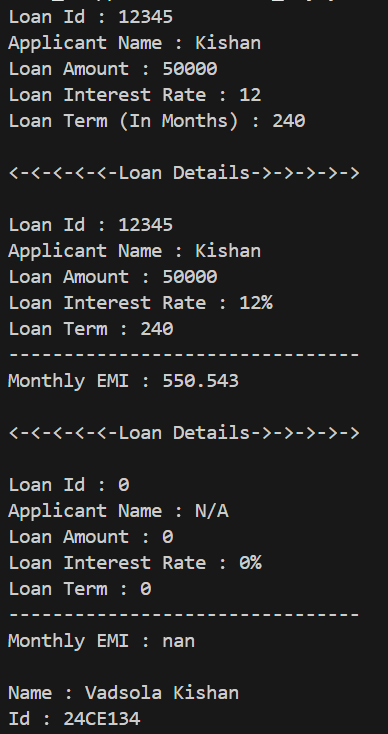 Loan Id : 12345
Applicant Name : Kishan
Loan Amount : 50000
Loan Interest Rate : 12
Loan Term (In Months) : 240
<-<-<-<-<-Loan Details->->->->->
Loan Id : 12345
Applicant Name : Kishan
Loan Amount : 50000
Loan Interest Rate : 12%
Loan Term : 240
--------------------------------
Monthly EMI : 550.543
<-<-<-<-<-Loan Details->->->->->
Loan Id : 0
Applicant Name : N/A
Loan Amount : 0
Loan Interest Rate : 0%
Loan Term : 0
--------------------------------
Monthly EMI : nan
Name : Vadsola Kishan
Id : 24CE134